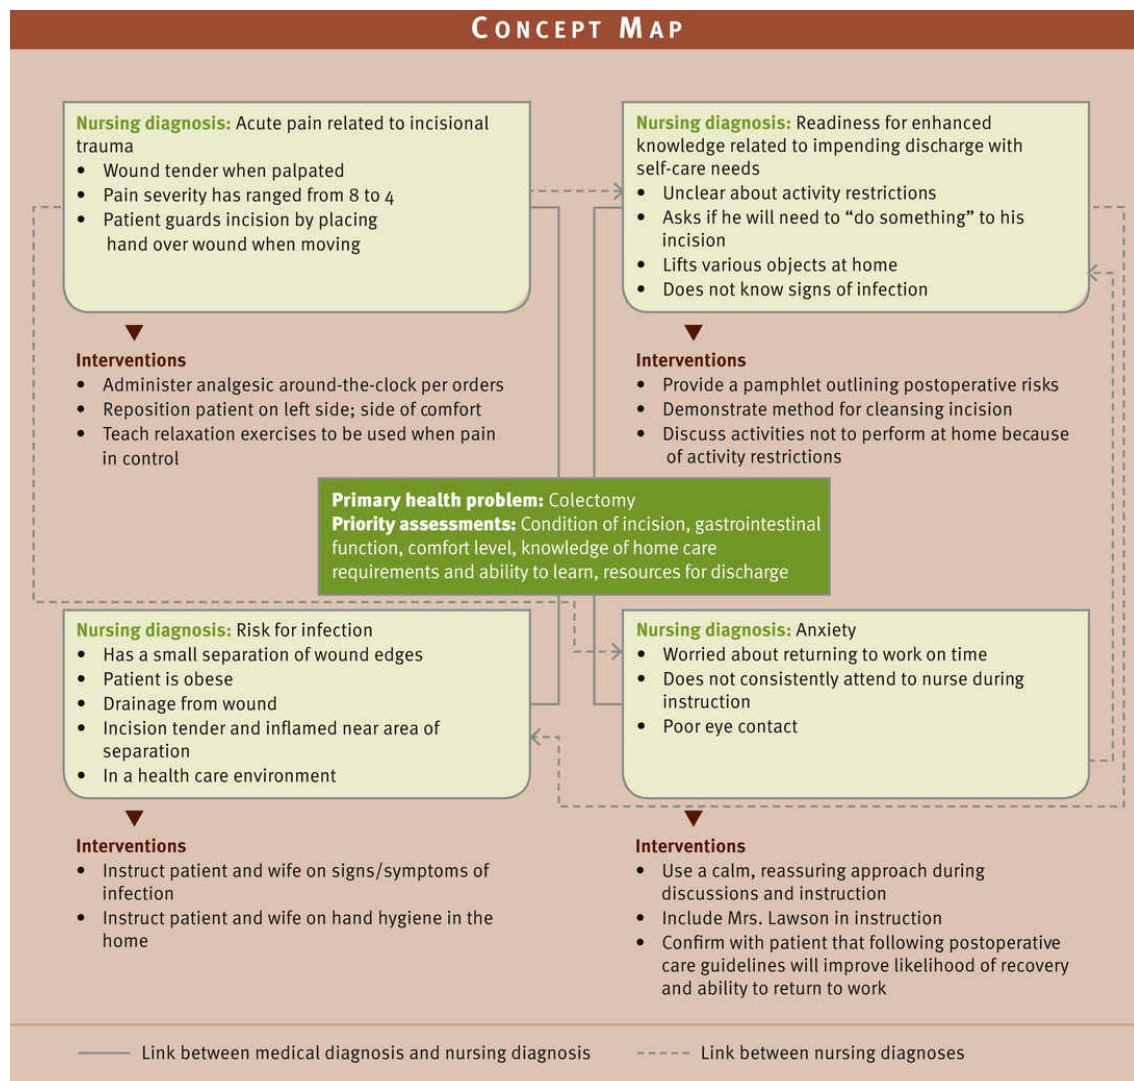 CONCEPT MAP
Nursing diagnosis: Acute pain related to incisional
trauma
• Wound tender when palpated
• Pain severity has ranged from 8 to 4
• Patient guards incision by placing
hand over wound when moving
Interventions
• Administer analgesic around-the-clock per orders
• Reposition patient on left side; side of comfort
• Teach relaxation exercises to be used when pain
in control
Nursing diagnosis: Readiness for enhanced
knowledge related to impending discharge with
self-care needs
• Unclear about activity restrictions
• Asks if he will need to “do something” to his
incision
• Lifts various objects at home
• Does not know signs of infection
Interventions
• Provide a pamphlet outlining postoperative risks
• Demonstrate method for cleansing incision
• Discuss activities not to perform at home because
of activity restrictions
Primary health problem: Colectomy
Priority assessments: Condition of incision, gastrointestinal
function, comfort level, knowledge of home care
requirements and ability to learn, resources for discharge
Nursing diagnosis: Risk for infection
• Has a small separation of wound edges
• Patient is obese
• Drainage from wound
• Incision tender and inflamed near area of
separation
• In a health care environment
Interventions
• Instruct patient and wife on signs/symptoms of
infection
• Instruct patient and wife on hand hygiene in the
home
Nursing diagnosis: Anxiety
• Worried about returning to work on time
• Does not consistently attend to nurse during
instruction
• Poor eye contact
Interventions
• Use a calm, reassuring approach during
discussions and instruction
• Include Mrs. Lawson in instruction
• Confirm with patient that following postoperative
care guidelines will improve likelihood of recovery
and ability to return to work
Link between medical diagnosis and nursing diagnosis
Link between nursing diagnoses